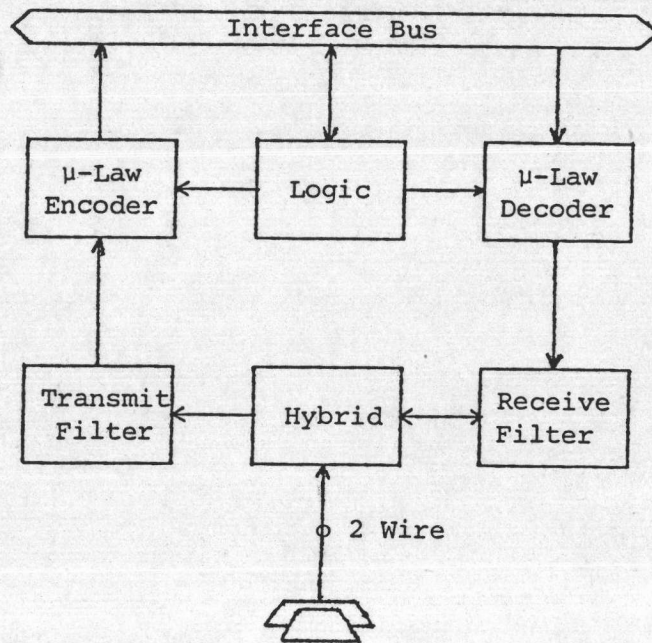 Interface Bus
μ-Law
Encoder
Logic
μ-Law
Decoder
Transmit
Filter
Hybrid
Receive
Filter
2 Wire